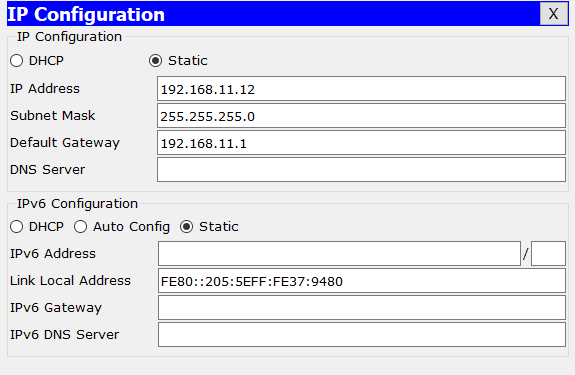 IP Configuration X
IP Configuration
DHCP Static
IP Address 192.168.11.12
Subnet Mask 255.255.255.0
Default Gateway 192.168.11.1
DNS Server
IPv6 Configuration
DHCP Auto Config Static
IPv6 Address /
Link Local Address FE80::205:5EFF:FE37:9480
IPv6 Gateway
IPv6 DNS Server